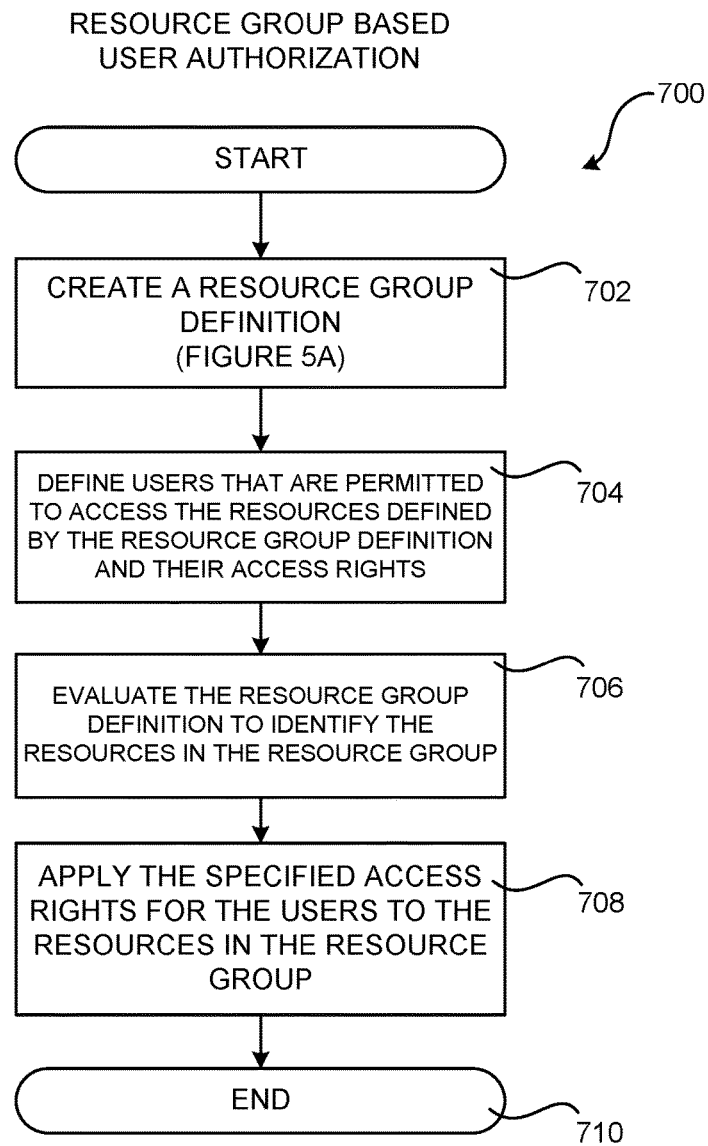 RESOURCE GROUP BASED
USER AUTHORIZATION
700
START
CREATE A RESOURCE GROUP
DEFINITION
(FIGURE 5A)
702
DEFINE USERS THAT ARE PERMITTED
TO ACCESS THE RESOURCES DEFINED
BY THE RESOURCE GROUP DEFINITION
AND THEIR ACCESS RIGHTS
704
EVALUATE THE RESOURCE GROUP
DEFINITION TO IDENTIFY THE
RESOURCES IN THE RESOURCE GROUP
706
APPLY THE SPECIFIED ACCESS
RIGHTS FOR THE USERS TO THE
RESOURCES IN THE RESOURCE
GROUP
708
END
710